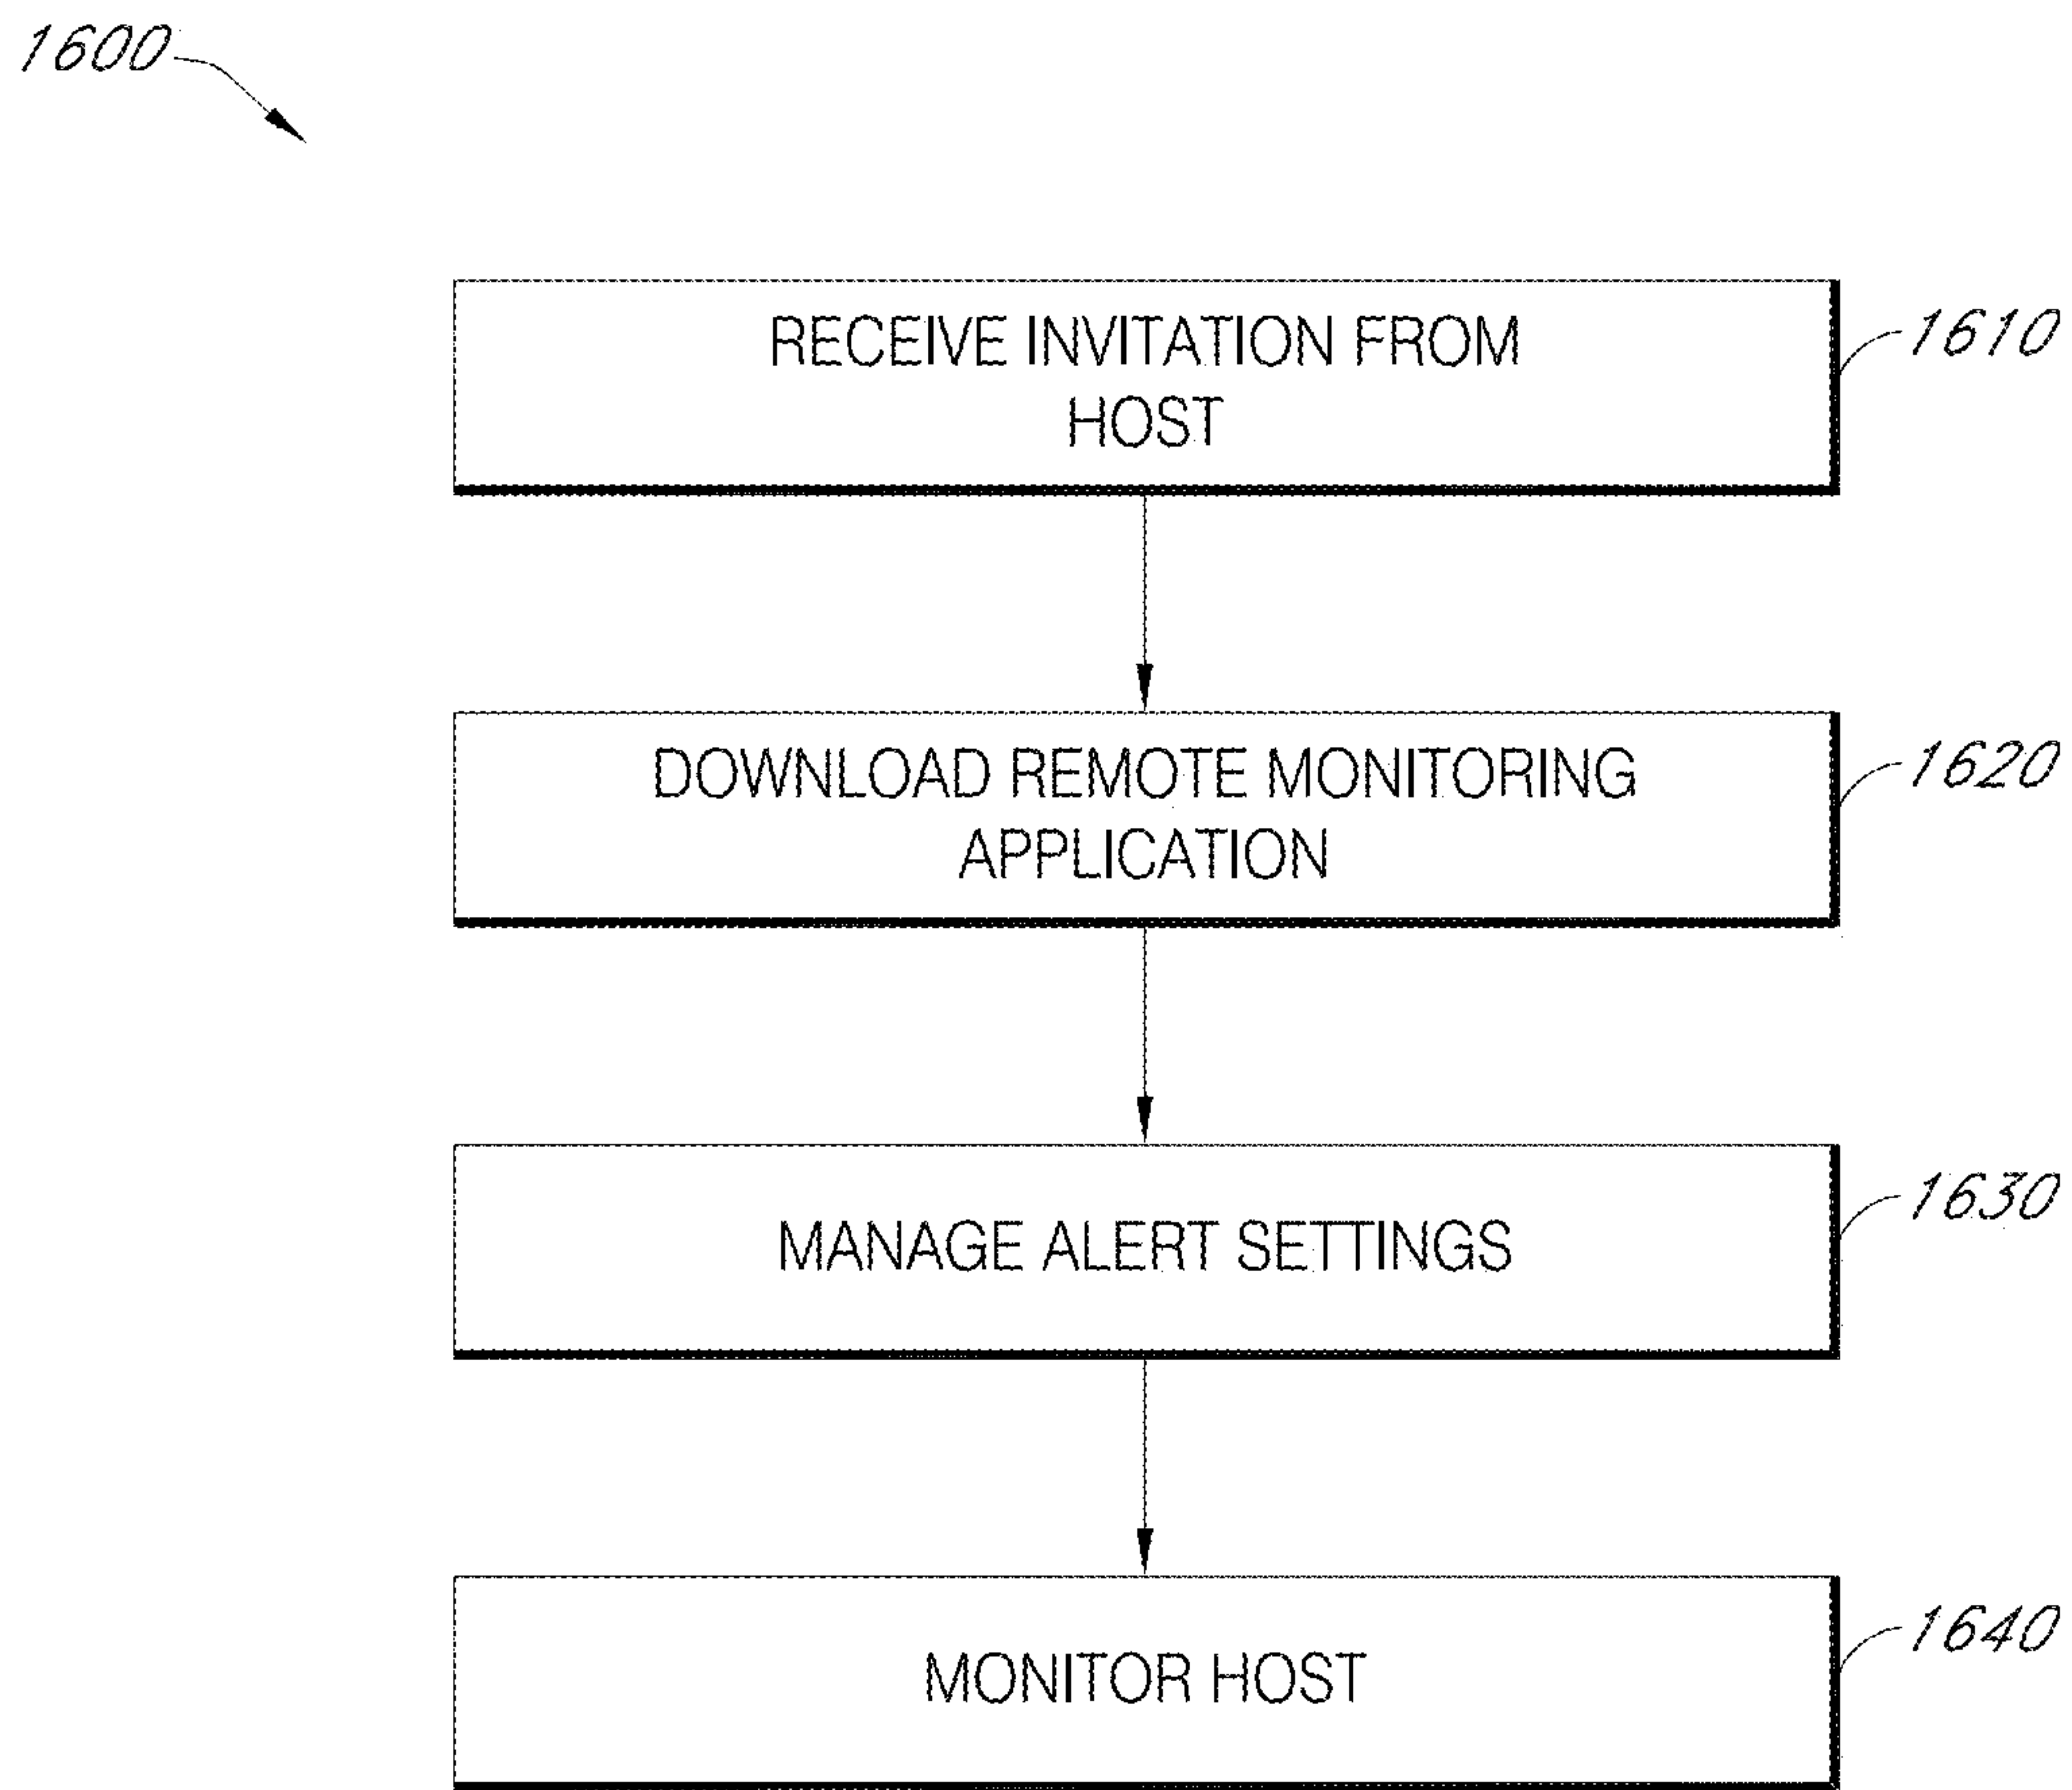 1600
RECEIVE INVITATION FROM
HOST
1610
DOWNLOAD REMOTE MONITORING
APPLICATION
1620
MANAGE ALERT SETTINGS
1630
MONITOR HOST
1640